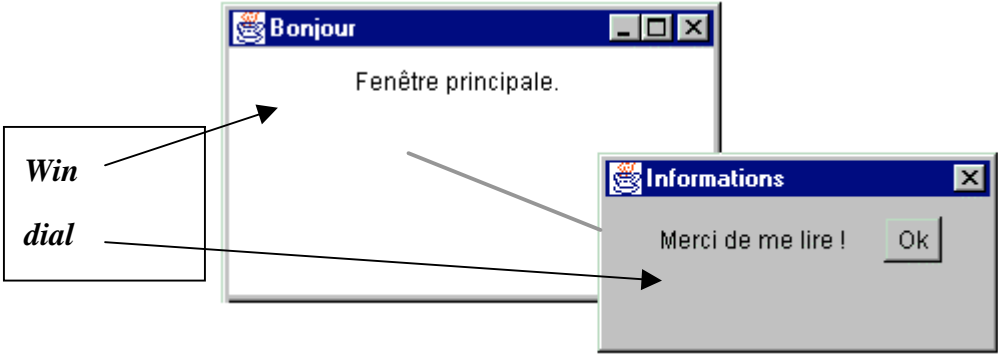 Bonjour
Fenêtre principale.
Win
dial
Informations
Merci de me lire !
Ok